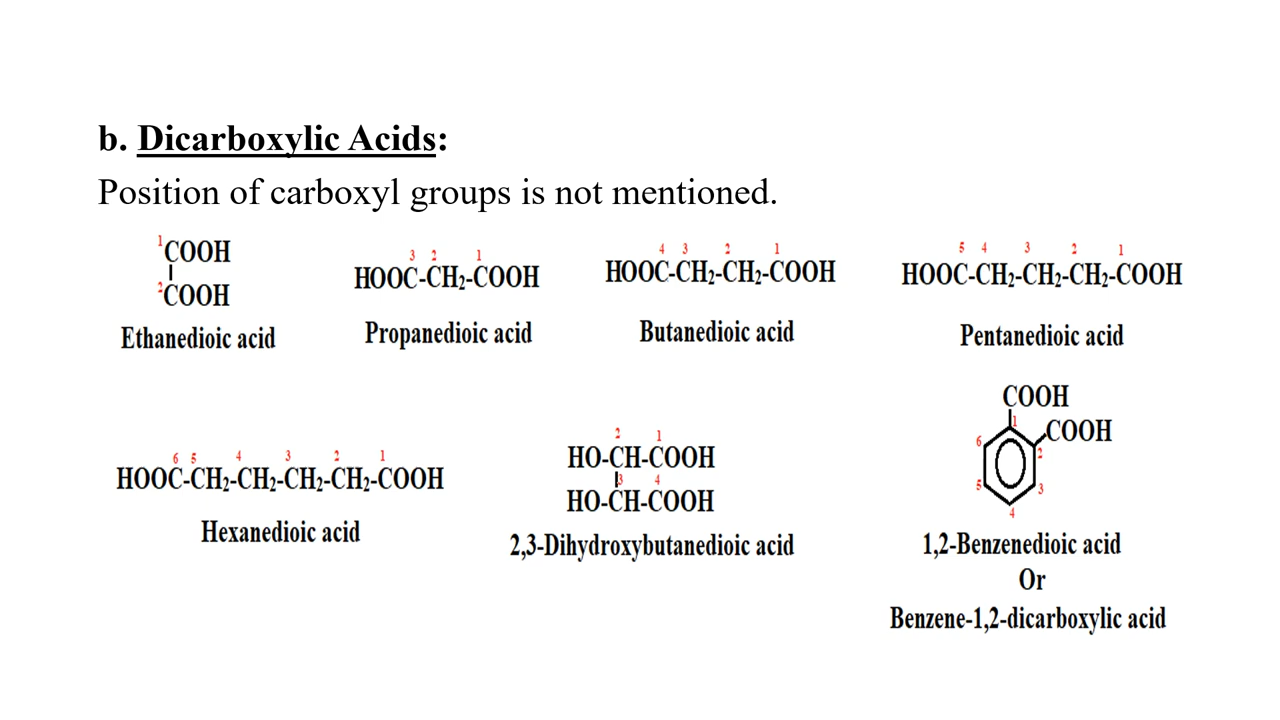 b. Dicarboxylic Acids:
Position of carboxyl groups is not mentioned.
1COOH
2COOH
Ethanedioic acid
3 2 1
HOOC-CH2-COOH
Propanedioic acid
4 3 2 1
HOOC-CH2-CH2-COOH
Butanedioic acid
5 4 3 2 1
HOOC-CH2-CH2-CH2-COOH
Pentanedioic acid
6 5 4 3 2 1
HOOC-CH2-CH2-CH2-CH2-COOH
Hexanedioic acid
2 1
HO-CH-COOH
3 4
HO-CH-COOH
2,3-Dihydroxybutanedioic acid
COOH
1
COOH
6
2
5
3
4
1,2-Benzenedioic acid
Or
Benzene-1,2-dicarboxylic acid